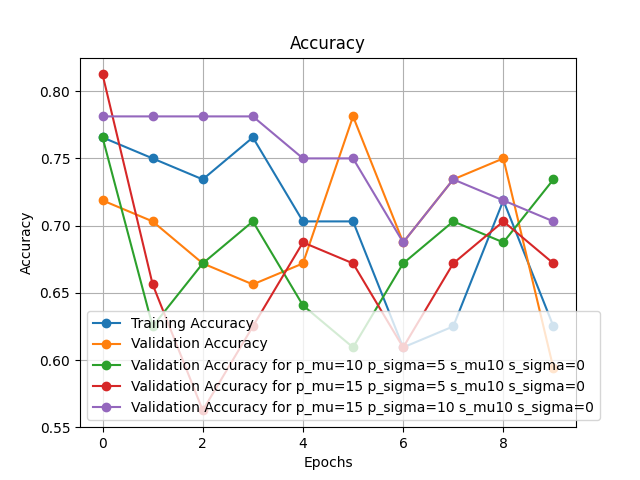 Accuracy
0.80
0.75
0.70
0.65
0.60
0.55
Accuracy
Training Accuracy
Validation Accuracy
Validation Accuracy for p_mu=10 p_sigma=5 s_mu10 s_sigma=0
Validation Accuracy for p_mu=15 p_sigma=5 s_mu10 s_sigma=0
Validation Accuracy for p_mu=15 p_sigma=10 s_mu10 s_sigma=0
0 2 4 6 8
Epochs